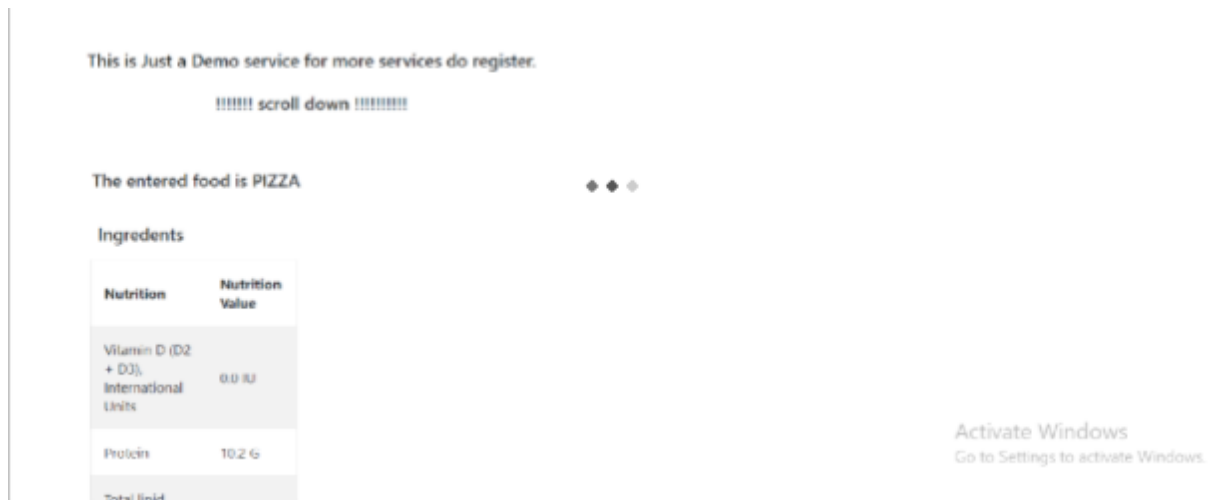 This is Just a Demo service for more services do register.
!!!!!!! scroll down !!!!!!!!!!
The entered food is PIZZA
Ingredents
Nutrition
Nutrition
Value
Vitamin D (D2
+ D3),
International
Units
0.0 IU
Protein
10.2 G
Total lipid
Activate Windows
Go to Settings to activate Windows.